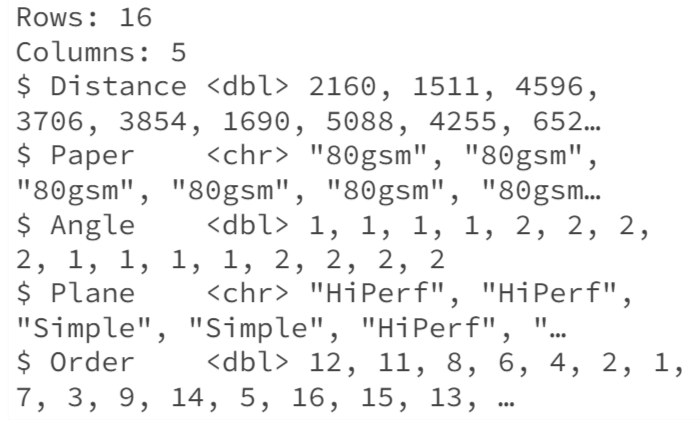 Rows: 16
Columns: 5
$ Distance <dbl> 2160, 1511, 4596,
3706, 3854, 1690, 5088, 4255, 652…
$ Paper    <chr> "80gsm", "80gsm",
"80gsm", "80gsm", "80gsm", "80gsm…
$ Angle    <dbl> 1, 1, 1, 1, 2, 2, 2,
2, 1, 1, 1, 1, 2, 2, 2, 2
$ Plane    <chr> "HiPerf", "HiPerf",
"Simple", "Simple", "HiPerf", "…
$ Order    <dbl> 12, 11, 8, 6, 4, 2, 1,
7, 3, 9, 14, 5, 16, 15, 13, …